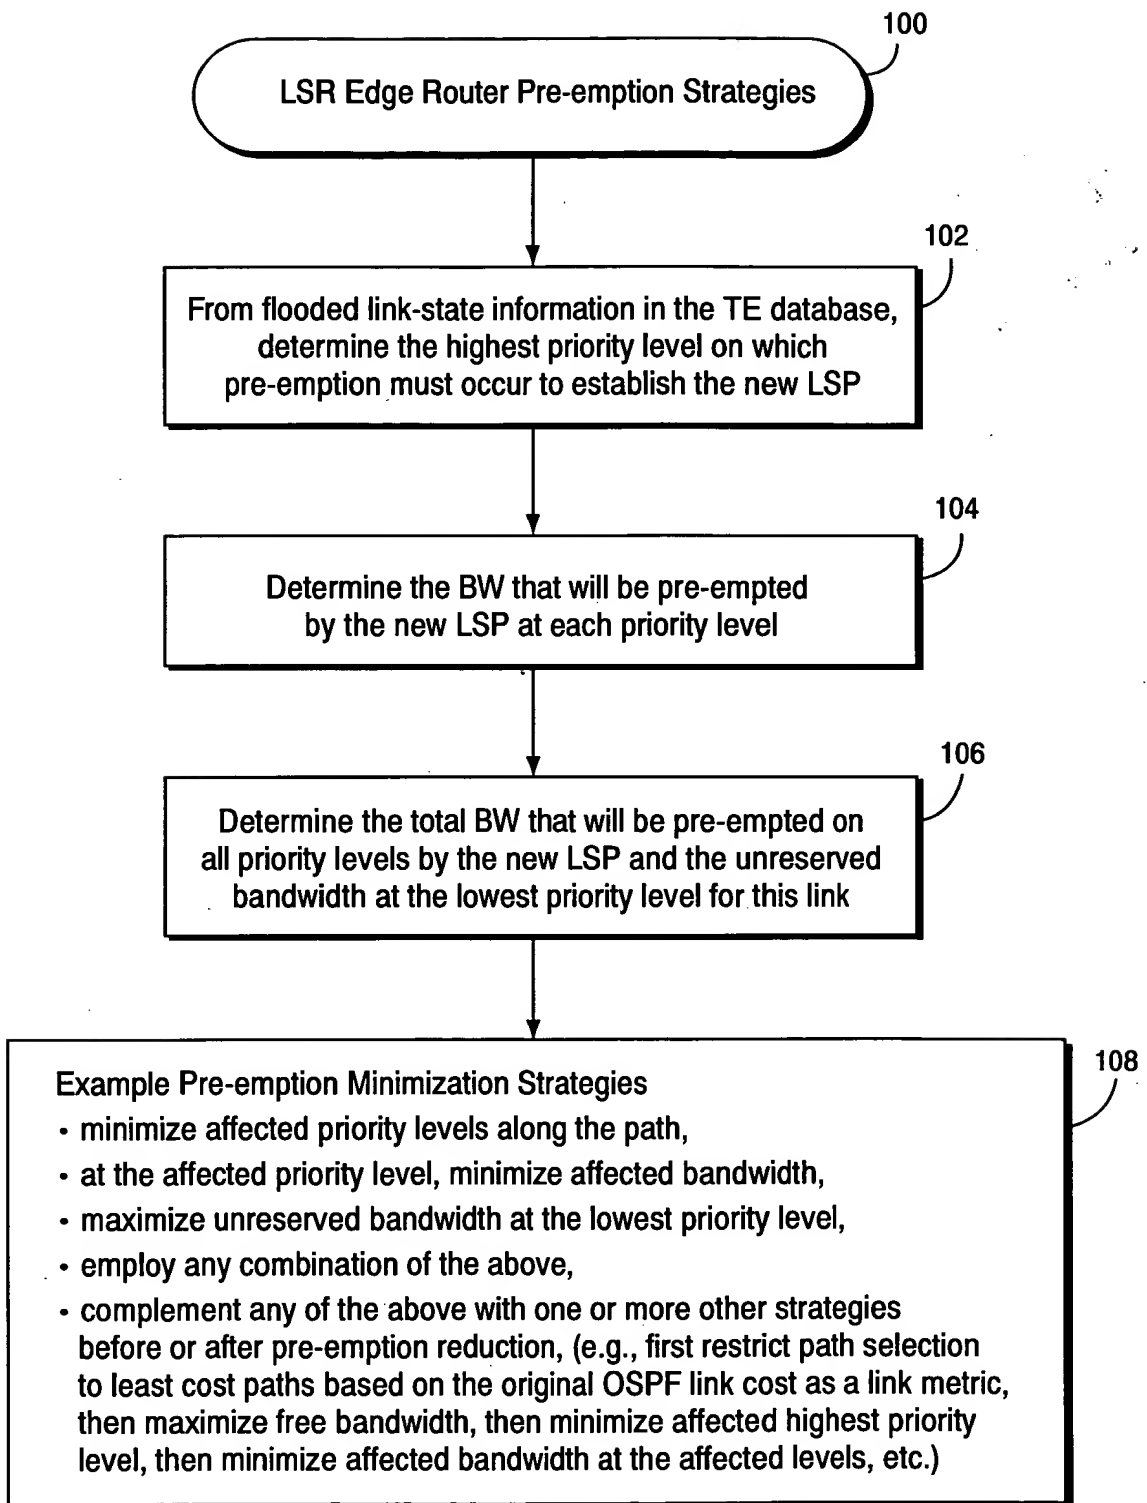 100
LSR Edge Router Pre-emption Strategies
102
From flooded link-state information in the TE database,
determine the highest priority level on which
pre-emption must occur to establish the new LSP
104
Determine the BW that will be pre-empted
by the new LSP at each priority level
106
Determine the total BW that will be pre-empted on
all priority levels by the new LSP and the unreserved
bandwidth at the lowest priority level for this link
108
Example Pre-emption Minimization Strategies
• minimize affected priority levels along the path,
• at the affected priority level, minimize affected bandwidth,
• maximize unreserved bandwidth at the lowest priority level,
• employ any combination of the above,
• complement any of the above with one or more other strategies
before or after pre-emption reduction, (e.g., first restrict path selection
to least cost paths based on the original OSPF link cost as a link metric,
then maximize free bandwidth, then minimize affected highest priority
level, then minimize affected bandwidth at the affected levels, etc.)